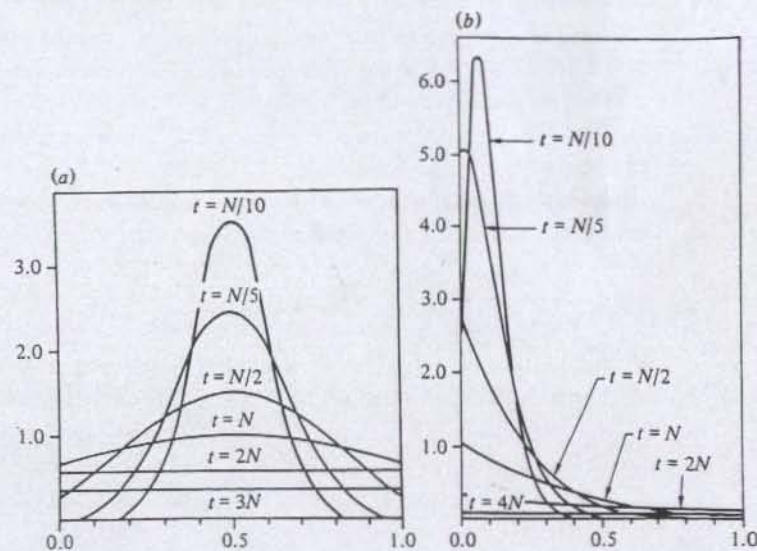 (a)
t = N/10
3.0
t = N/5
2.0
t = N/2
t = N
1.0
t = 2N
t = 3N
0
0.5
1.0
(b)
6.0
t = N/10
5.0
t = N/5
4.0
3.0
2.0
t = N/2
t = N
1.0
t = 2N
t = 4N
0
0.5
1.0